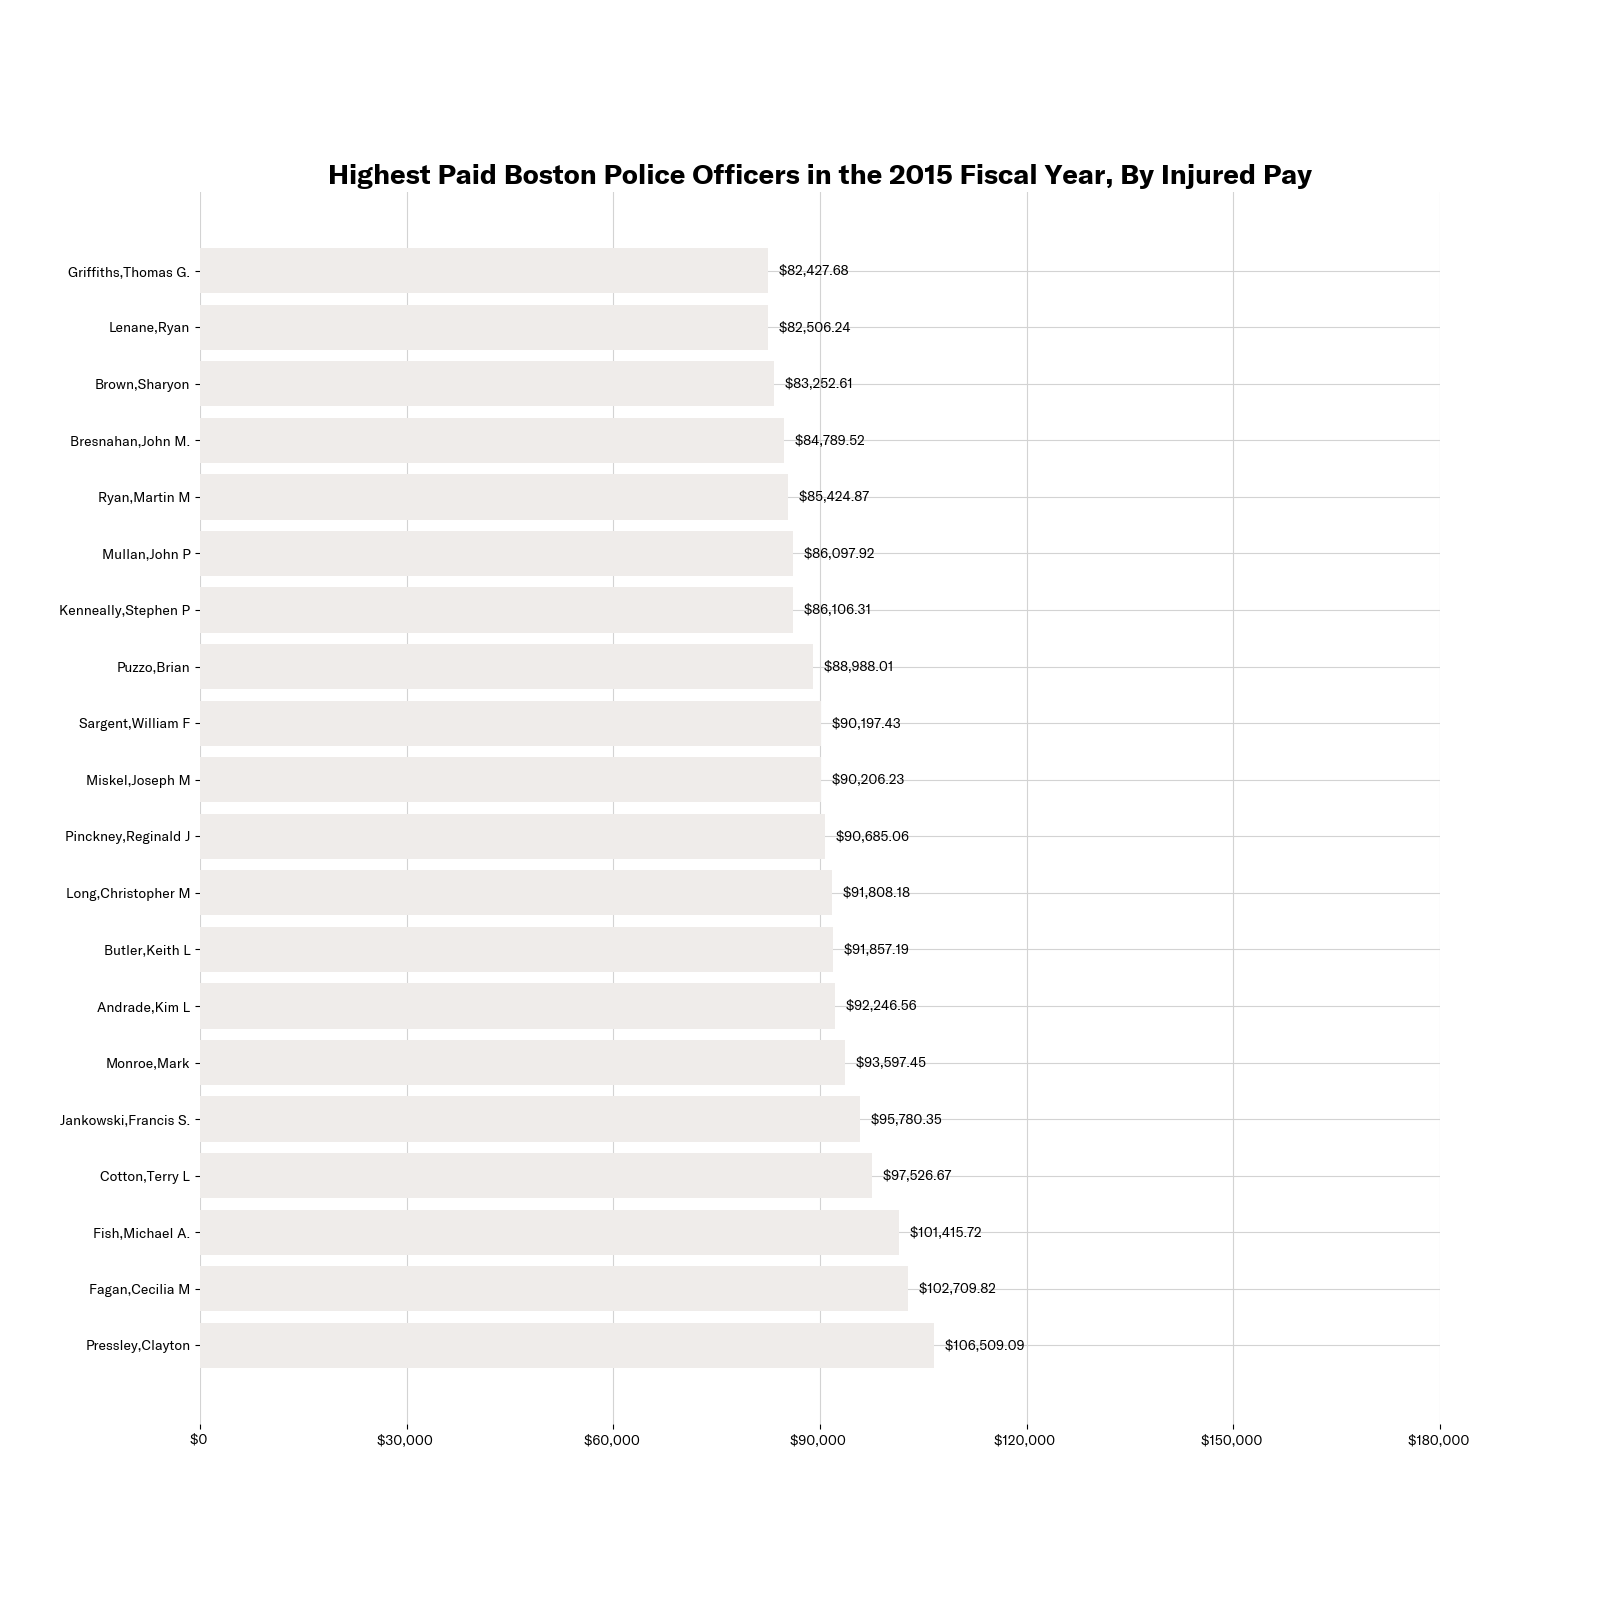 Highest Paid Boston Police Officers in the 2015 Fiscal Year, By Injured Pay
Griffiths,Thomas G. $82,427.68
Lenane,Ryan $82,506.24
Brown,Sharyon $83,252.61
Bresnahan,John M. $84,789.52
Ryan,Martin M $85,424.87
Mullan,John P $86,097.92
Kenneally,Stephen P $86,106.31
Puzzo,Brian $88,988.01
Sargent,William F $90,197.43
Miskel,Joseph M $90,206.23
Pinckney,Reginald J $90,685.06
Long,Christopher M $91,808.18
Butler,Keith L $91,857.19
Andrade,Kim L $92,246.56
Monroe,Mark $93,597.45
Jankowski,Francis S. $95,780.35
Cotton,Terry L $97,526.67
Fish,Michael A. $101,415.72
Fagan,Cecilia M $102,709.82
Pressley,Clayton $106,509.09
$0 $30,000 $60,000 $90,000 $120,000 $150,000 $180,000